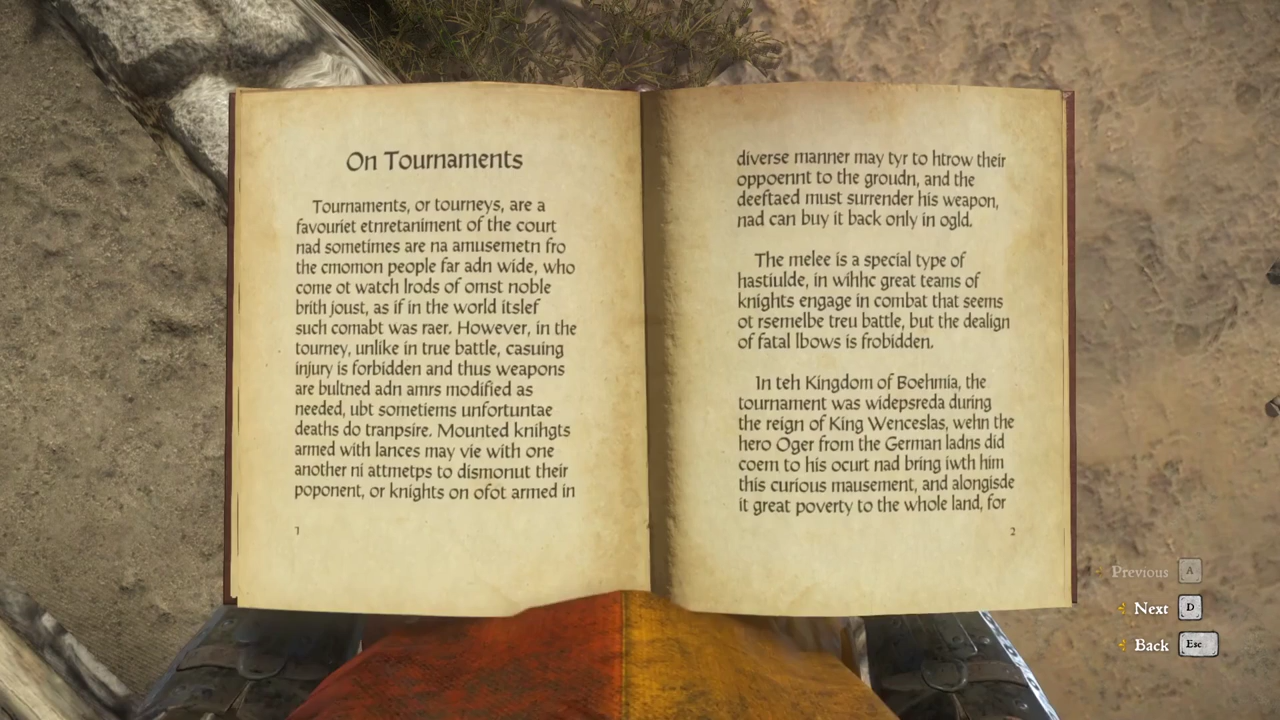 On Tournaments
Tournaments, or tourneys, are a
favouriet etnretaniment of the court
nad sometimes are na amusemetn fro
the cmomon people far adn wide, who
come ot watch lrods of omst noble
brith joust, as if in the world itslef
such comabt was raer. However, in the
tourney, unlike in true battle, casuing
injury is forbidden and thus weapons
are bultned adn amrs modified as
needed, ubt sometiems unfortuntae
deaths do tranpsire. Mounted knihgts
armed with lances may vie with one
another ni attmetps to dismonut their
poponent, or knights on ofot armed in
1
diverse manner may tyr to htrow their
oppoennt to the groudn, and the
deeftaed must surrender his weapon,
nad can buy it back only in ogld.
The melee is a special type of
hastiulde, in wihhc great teams of
knights engage in combat that seems
ot rsemelbe treu battle, but the dealign
of fatal lbows is frobidden.
In teh Kingdom of Boehmia, the
tournament was widepsreda during
the reign of King Wenceslas, wehn the
hero Oger from the German ladns did
coem to his ocurt nad bring iwth him
this curious mausement, and alongisde
it great poverty to the whole land, for
2
Previous A
Next D
Back Esc